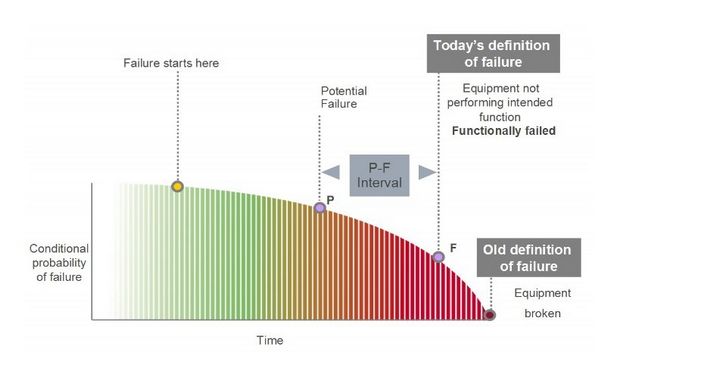 Today's definition
of failure
Failure starts here
Potential
Failure
Equipment not
performing intended
function
Functionally failed
P-F
Interval
P
F
Conditional
probability
of failure
Old definition
of failure
Equipment
broken
Time